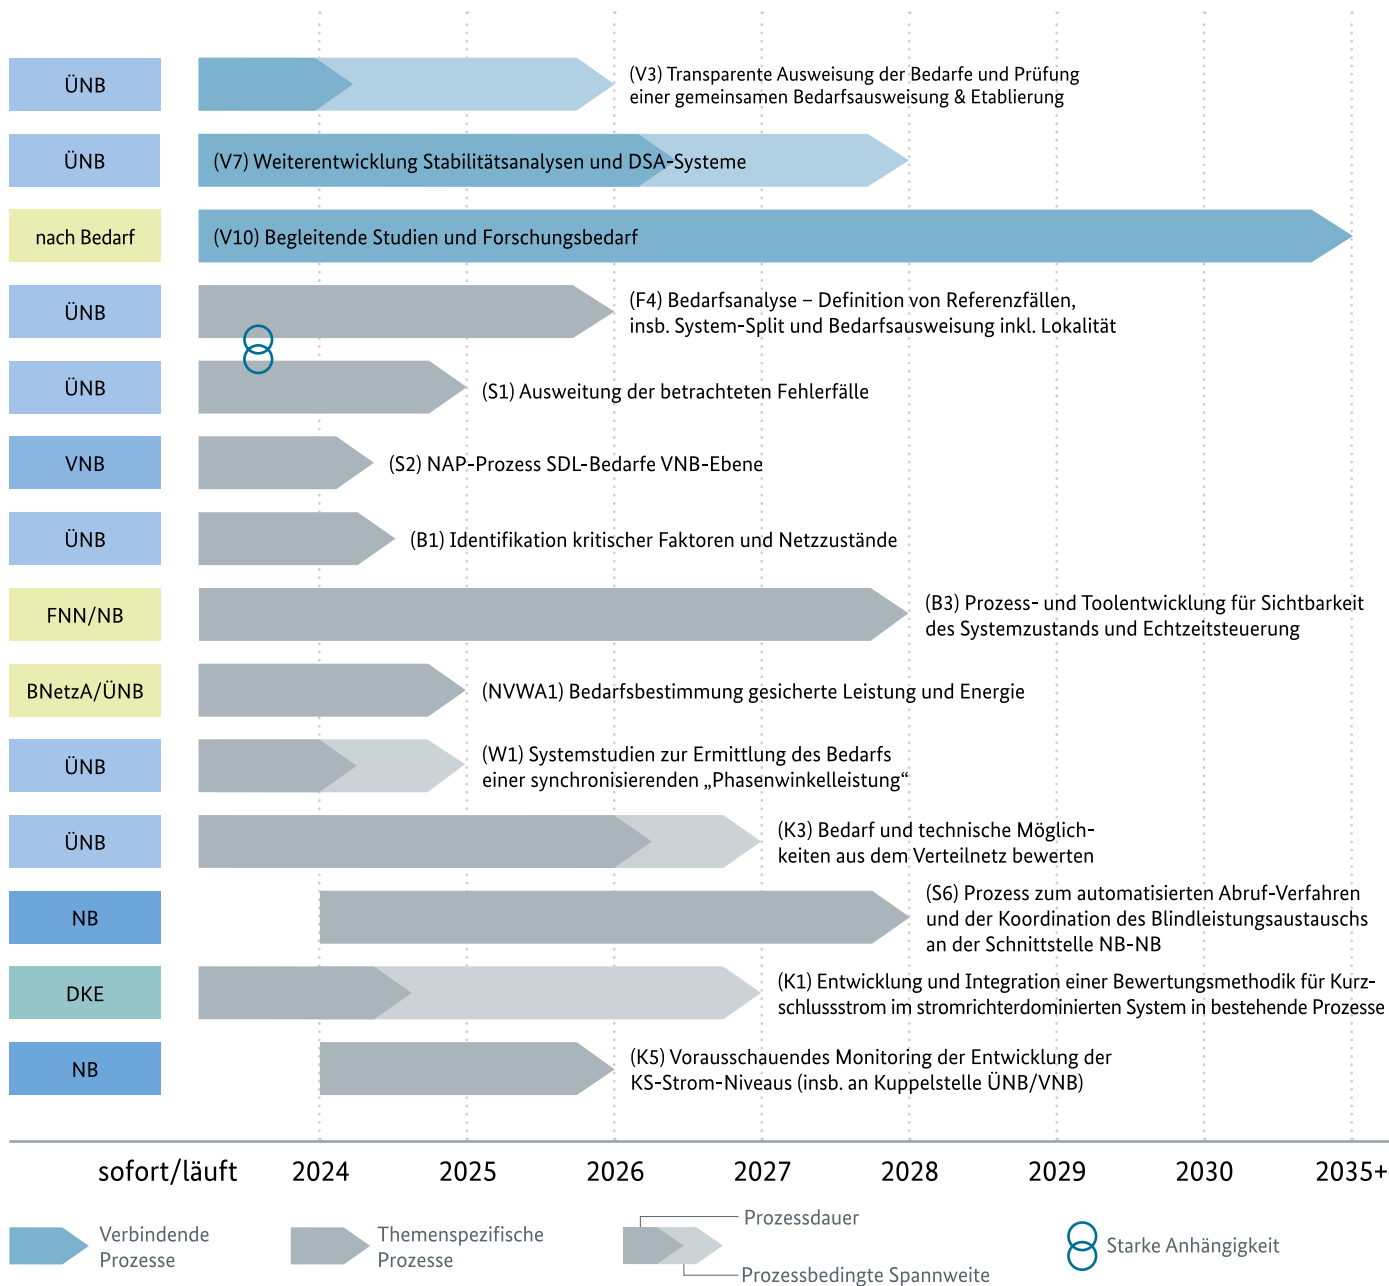 ÜNB
(V3) Transparente Ausweisung der Bedarfe und Prüfung
einer gemeinsamen Bedarfsausweisung & Etablierung
ÜNB
(V7) Weiterentwicklung Stabilitätsanalysen und DSA-Systeme
nach Bedarf
(V10) Begleitende Studien und Forschungsbedarf
ÜNB
(F4) Bedarfsanalyse – Definition von Referenzfällen,
insb. System-Split und Bedarfsausweisung inkl. Lokalität
ÜNB
(S1) Ausweitung der betrachteten Fehlerfälle
VNB
(S2) NAP-Prozess SDL-Bedarfe VNB-Ebene
ÜNB
(B1) Identifikation kritischer Faktoren und Netzzustände
FNN/NB
(B3) Prozess- und Toolentwicklung für Sichtbarkeit
des Systemzustands und Echtzeitsteuerung
BNetzA/ÜNB
(NVWA1) Bedarfsbestimmung gesicherte Leistung und Energie
ÜNB
(W1) Systemstudien zur Ermittlung des Bedarfs
einer synchronisierenden „Phasenwinkelleistung“
ÜNB
(K3) Bedarf und technische Möglich-
keiten aus dem Verteilnetz bewerten
NB
(S6) Prozess zum automatisierten Abruf-Verfahren
und der Koordination des Blindleistungsaustauschs
an der Schnittstelle NB-NB
DKE
(K1) Entwicklung und Integration einer Bewertungsmethodik für Kurz-
schlussstrom im stromrichterdominierten System in bestehende Prozesse
NB
(K5) Vorausschauendes Monitoring der Entwicklung der
KS-Strom-Niveaus (insb. an Kuppelstelle ÜNB/VNB)
sofort/läuft 2024 2025 2026 2027 2028 2029 2030 2035+
Verbindende
Prozesse
Themenspezifische
Prozesse
Prozessdauer
Prozessbedingte Spannweite
Starke Anhängigkeit